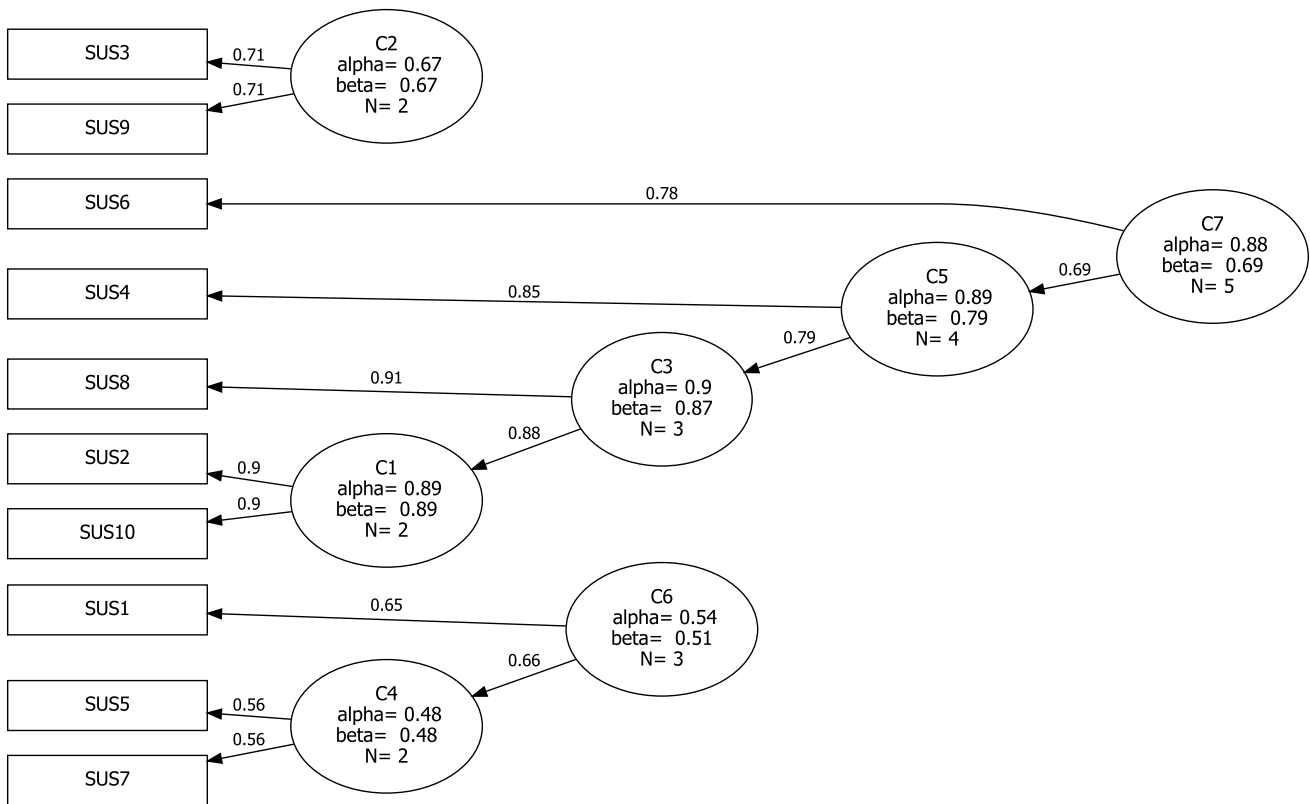 SUS3
SUS9
SUS6
SUS4
SUS8
SUS2
SUS10
SUS1
SUS5
SUS7
0.71
0.71
C2
alpha= 0.67
beta= 0.67
N= 2
0.78
C7
alpha= 0.88
beta= 0.69
N= 5
0.69
C5
alpha= 0.89
beta= 0.79
N= 4
0.85
0.79
C3
alpha= 0.9
beta= 0.87
N= 3
0.91
0.88
C1
alpha= 0.89
beta= 0.89
N= 2
0.9
0.9
C6
alpha= 0.54
beta= 0.51
N= 3
0.65
0.66
C4
alpha= 0.48
beta= 0.48
N= 2
0.56
0.56